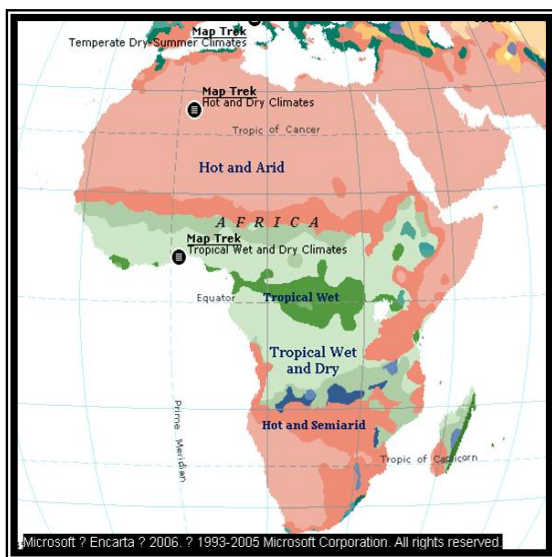 Map Trek
Temperate Dry-Summer Climates
Map Trek
Hot and Dry Climates
Tropic of Cancer
Hot and Arid
AFRICA
Map Trek
Tropical Wet and Dry Climates
Equator
Tropical Wet
Tropical Wet
and Dry
Prime Meridian
Hot and Semiarid
Tropic of Capricorn
Microsoft ? Encarta ? 2006. ? 1993-2005 Microsoft Corporation. All rights reserved.